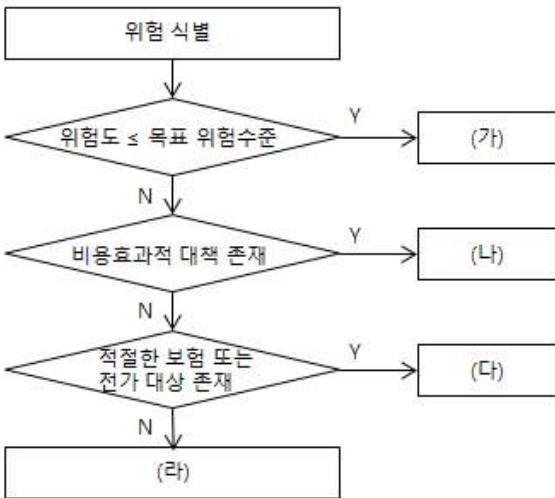 위험 식별
위험도 ≤ 목표 위험수준
Y
(가)
N
비용효과적 대책 존재
Y
(나)
N
적절한 보험 또는
전가 대상 존재
Y
(다)
N
(라)